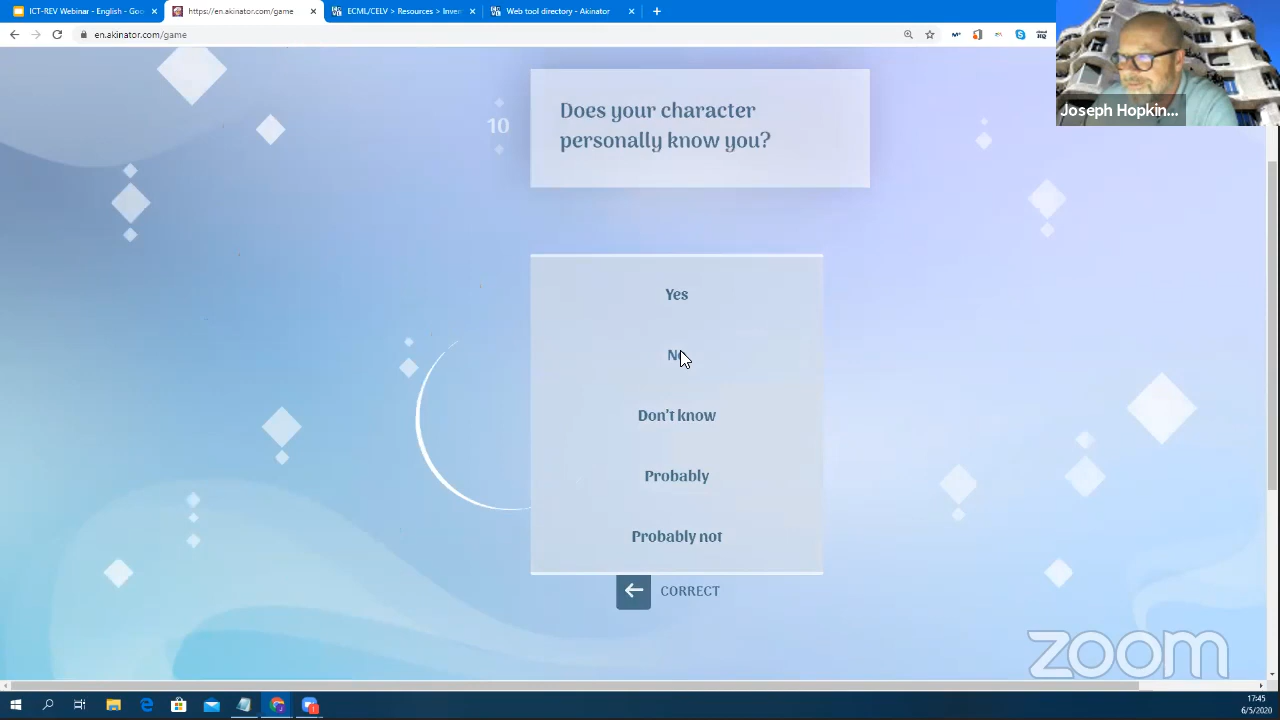 ICT-REV Webinar - English - Goo
https://en.akinator.com/game
ECML/CELV > Resources > Inven
Web tool directory - Akinator
en.akinator.com/game
Joseph Hopkin...
10
Does your character
personally know you?
Yes
No
Don't know
Probably
Probably not
CORRECT
zoom
17:45
6/5/2020